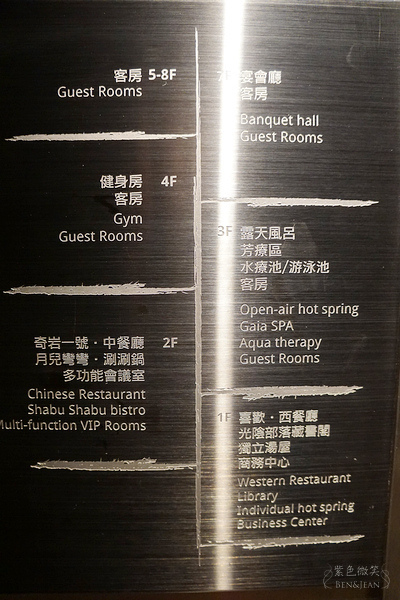 客房 5-8F
Guest Rooms
7F 宴會廳
客房
Banquet hall
Guest Rooms
健身房 4F
客房
Gym
Guest Rooms
3F 露天風呂
芳療區
水療池/游泳池
客房
Open-air hot spring
Gaia SPA
Aqua therapy
Guest Rooms
奇岩一號·中餐廳 2F
月兒彎彎·涮涮鍋
多功能會議室
Chinese Restaurant
Shabu Shabu bistro
Multi-function VIP Rooms
1F 喜歡·西餐廳
光陰部落藏書閣
獨立湯屋
商務中心
Western Restaurant
Library
Individual hot spring
Business Center
紫色微笑
BEN&JEAN